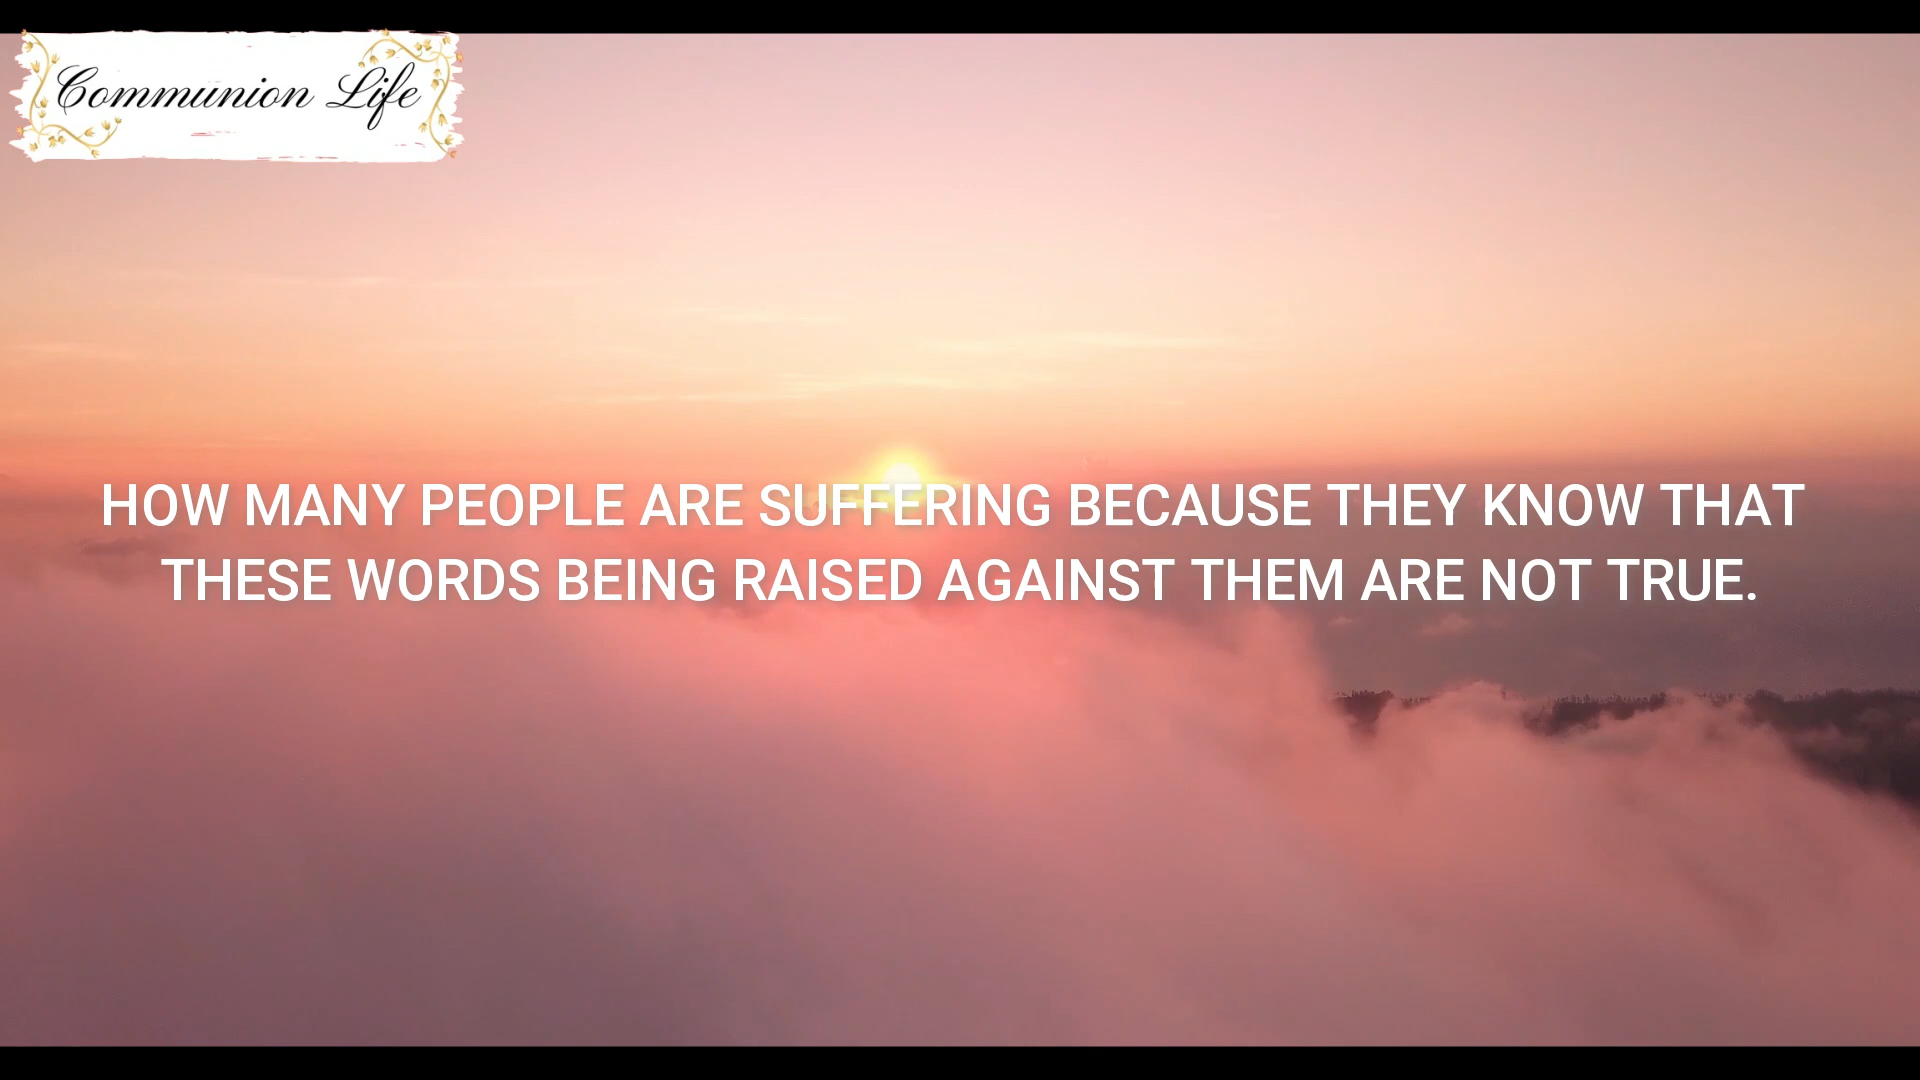 Communion Life
HOW MANY PEOPLE ARE SUFFERING BECAUSE THEY KNOW THAT
THESE WORDS BEING RAISED AGAINST THEM ARE NOT TRUE.